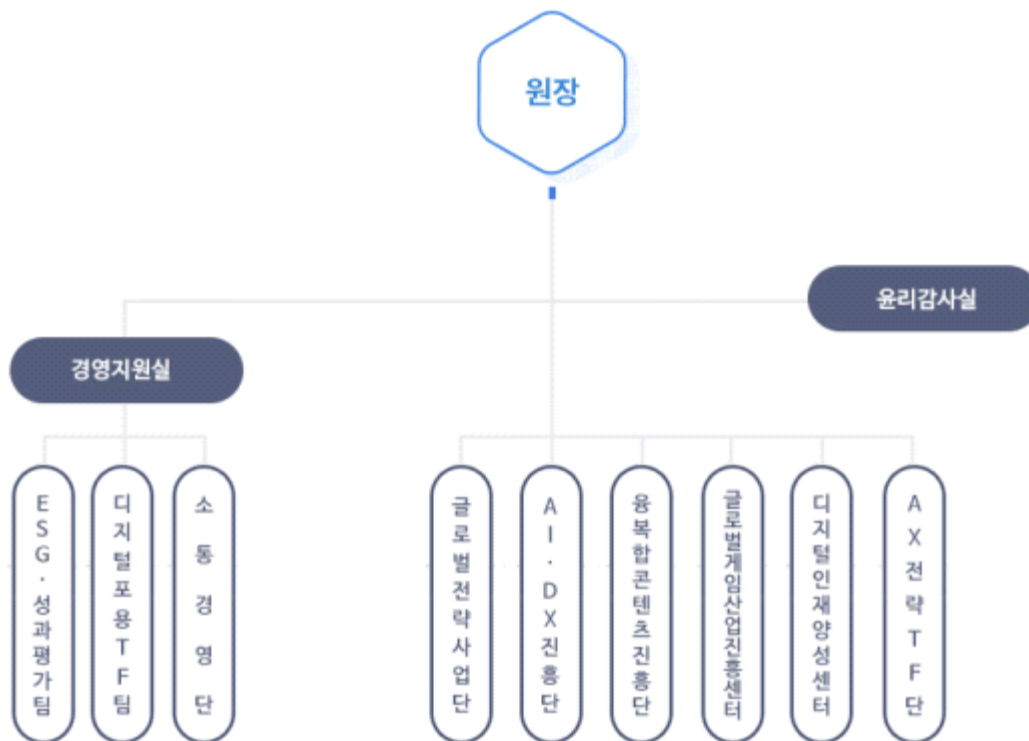 원장
윤리감사실
경영지원실
ESG·성과평가팀
디지털포용TF팀
소통경영단
글로벌전략사업단
AI·DX진흥단
융복합콘텐츠진흥단
글로벌게임산업진흥센터
디지털인재양성센터
AX전략TF단